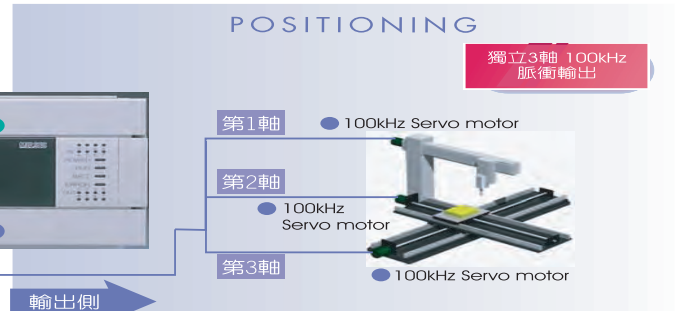 POSITIONING
獨立3軸 100kHz
脈衝輸出
第1軸
100kHz Servo motor
第2軸
100kHz
Servo motor
第3軸
100kHz Servo motor
輸出側